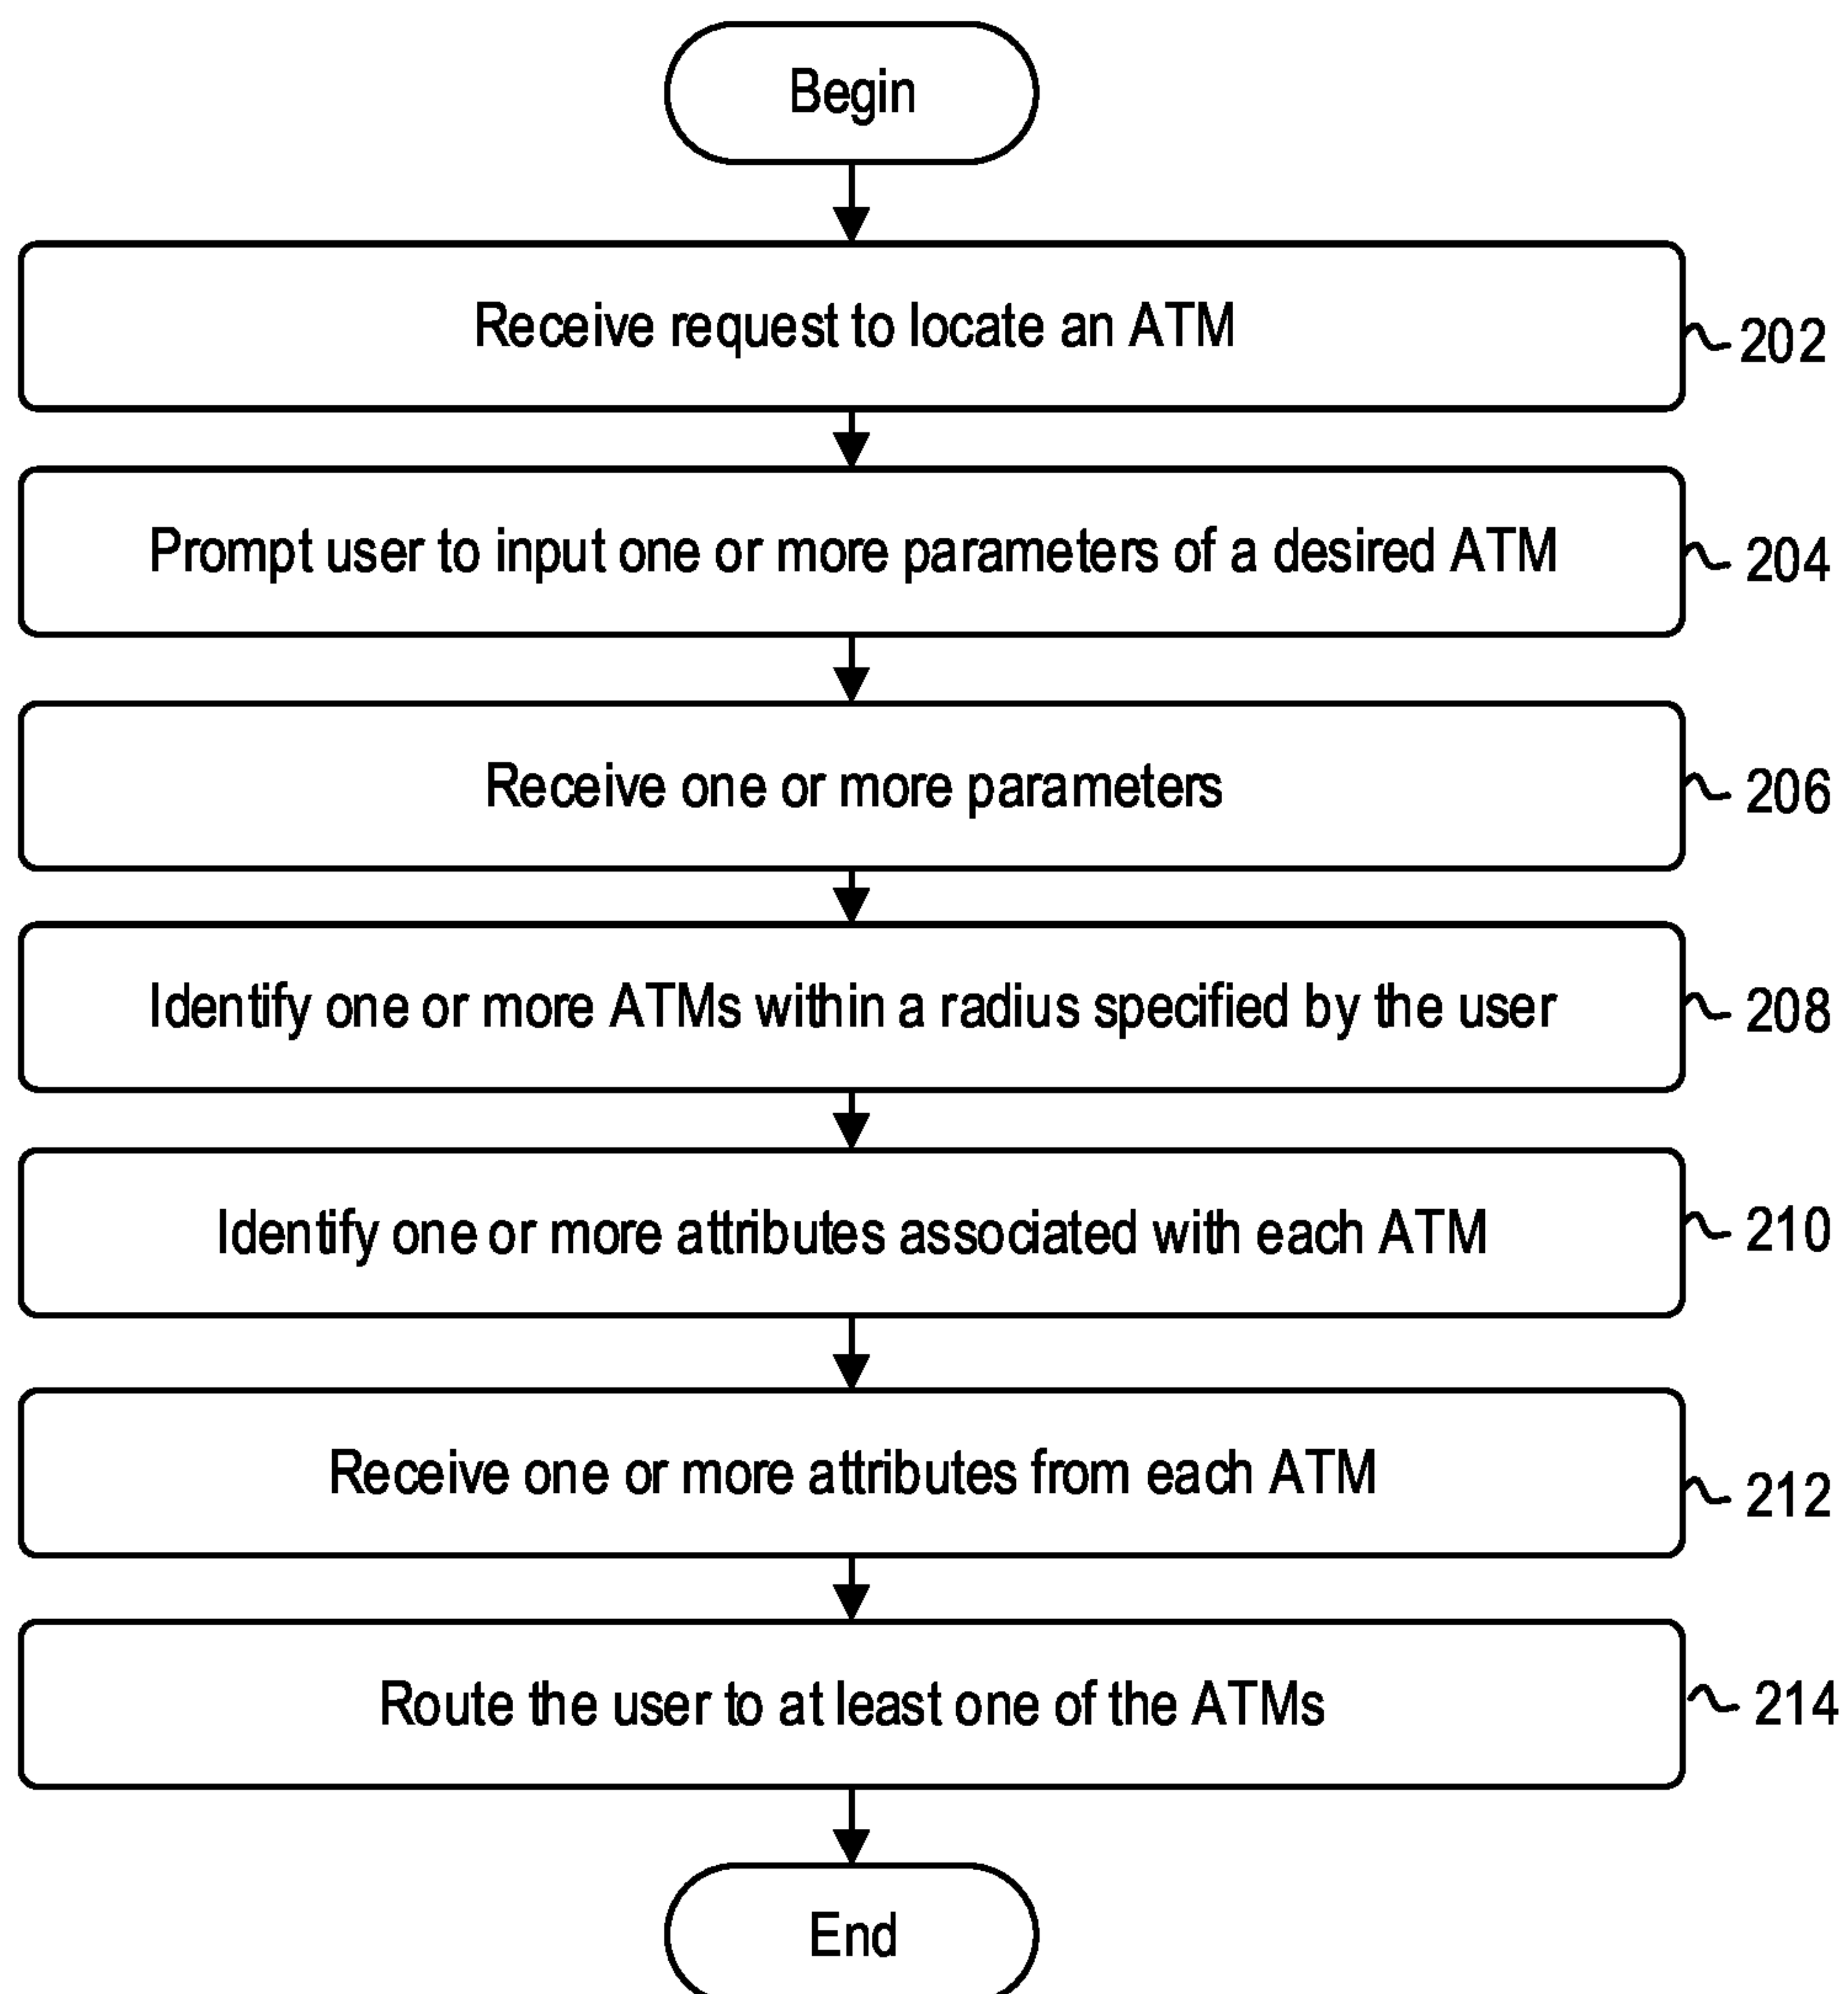 Begin
Receive request to locate an ATM
202
Prompt user to input one or more parameters of a desired ATM
204
Receive one or more parameters
206
Identify one or more ATMs within a radius specified by the user
208
Identify one or more attributes associated with each ATM
210
Receive one or more attributes from each ATM
212
Route the user to at least one of the ATMs
214
End